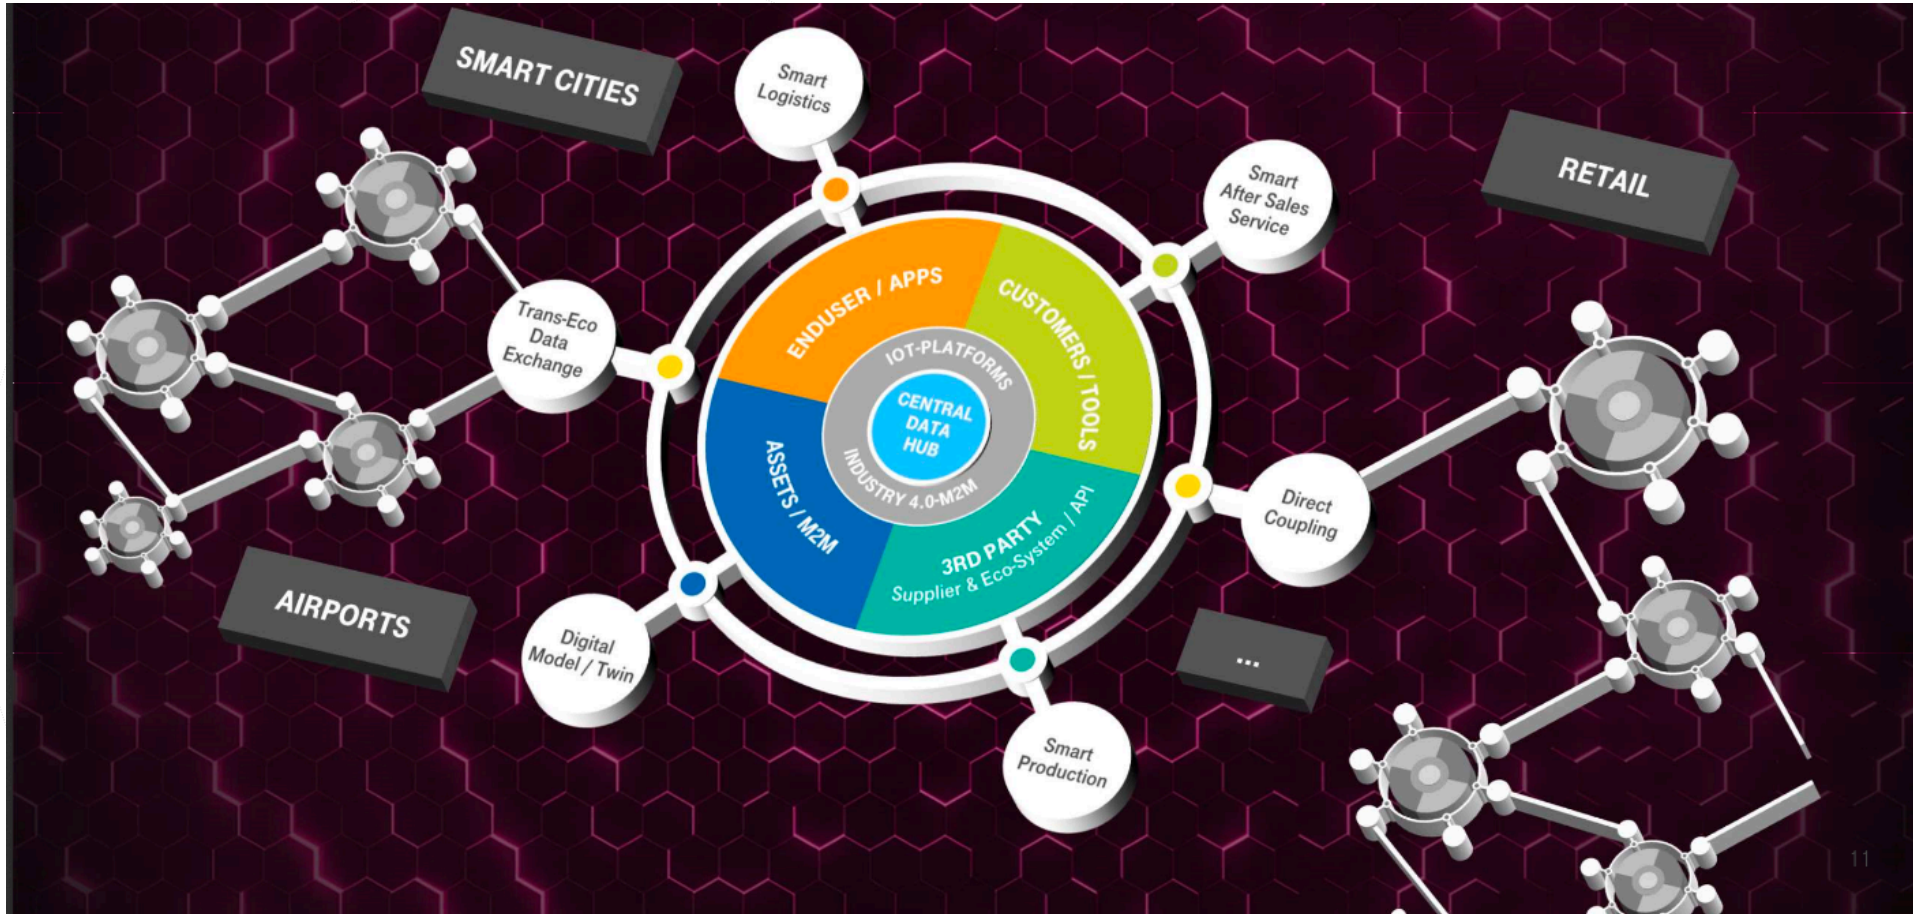 SMART CITIES
Smart
Logistics
Smart
After Sales
Service
RETAIL
Trans-Eco
Data
Exchange
ENDUSER / APPS
CUSTOMERS / TOOLS
IOT-PLATFORMS
CENTRAL
DATA
HUB
INDUSTRY 4.0-M2M
ASSETS / M2M
3RD PARTY
Supplier & Eco-System / API
Direct
Coupling
AIRPORTS
Digital
Model / Twin
...
Smart
Production
11